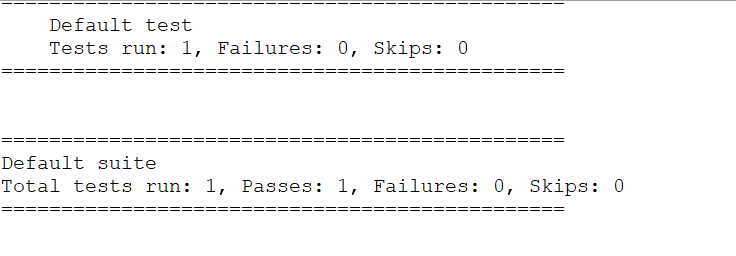 ===============================================
    Default test
    Tests run: 1, Failures: 0, Skips: 0
===============================================
===============================================
Default suite
Total tests run: 1, Passes: 1, Failures: 0, Skips: 0
===============================================